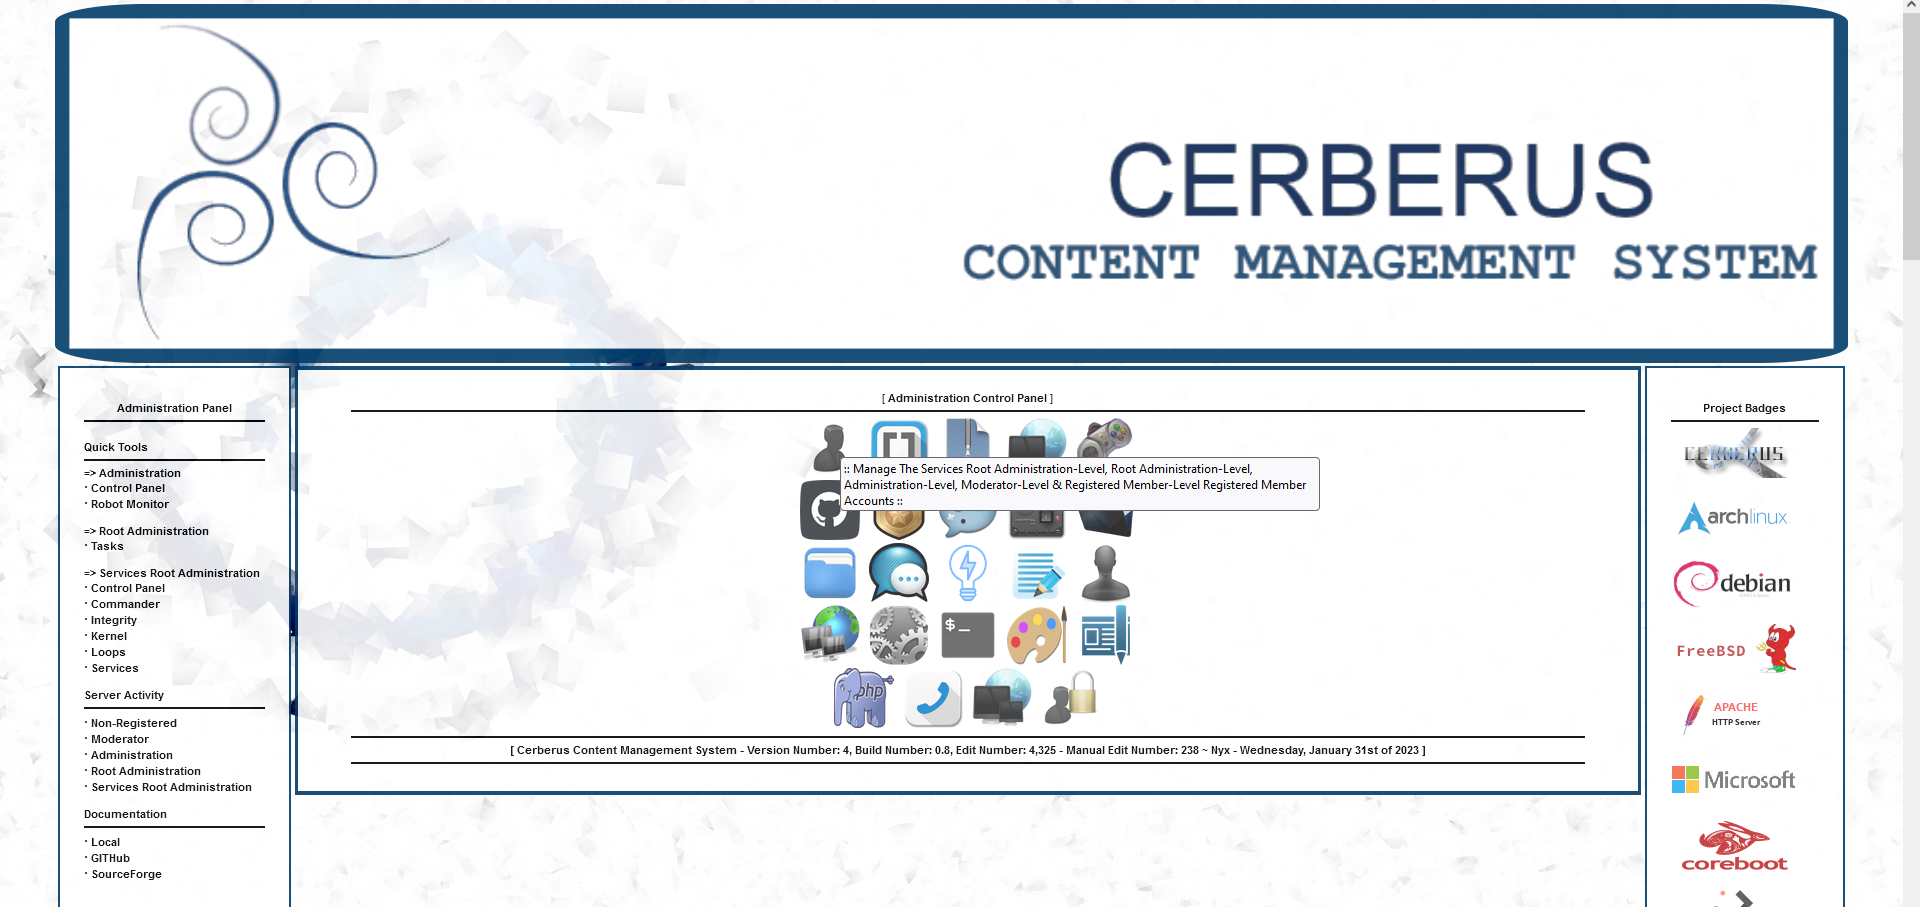 CERBERUS
CONTENT MANAGEMENT SYSTEM
Administration Panel
Quick Tools
=> Administration
· Control Panel
· Robot Monitor
=> Root Administration
· Tasks
=> Services Root Administration
· Control Panel
· Commander
· Integrity
· Kernel
· Loops
· Services
Server Activity
· Non-Registered
· Moderator
· Administration
· Root Administration
· Services Root Administration
Documentation
· Local
· GITHub
· SourceForge
[ Administration Control Panel ]
:: Manage The Services Root Administration-Level, Root Administration-Level,
Administration-Level, Moderator-Level & Registered Member-Level Registered Member
Accounts ::
$ _
php
[ Cerberus Content Management System - Version Number: 4, Build Number: 0.8, Edit Number: 4,325 - Manual Edit Number: 238 ~ Nyx - Wednesday, January 31st of 2023 ]
Project Badges
CERBERUS
archlinux
debian
FreeBSD
APACHE
HTTP Server
Microsoft
coreboot